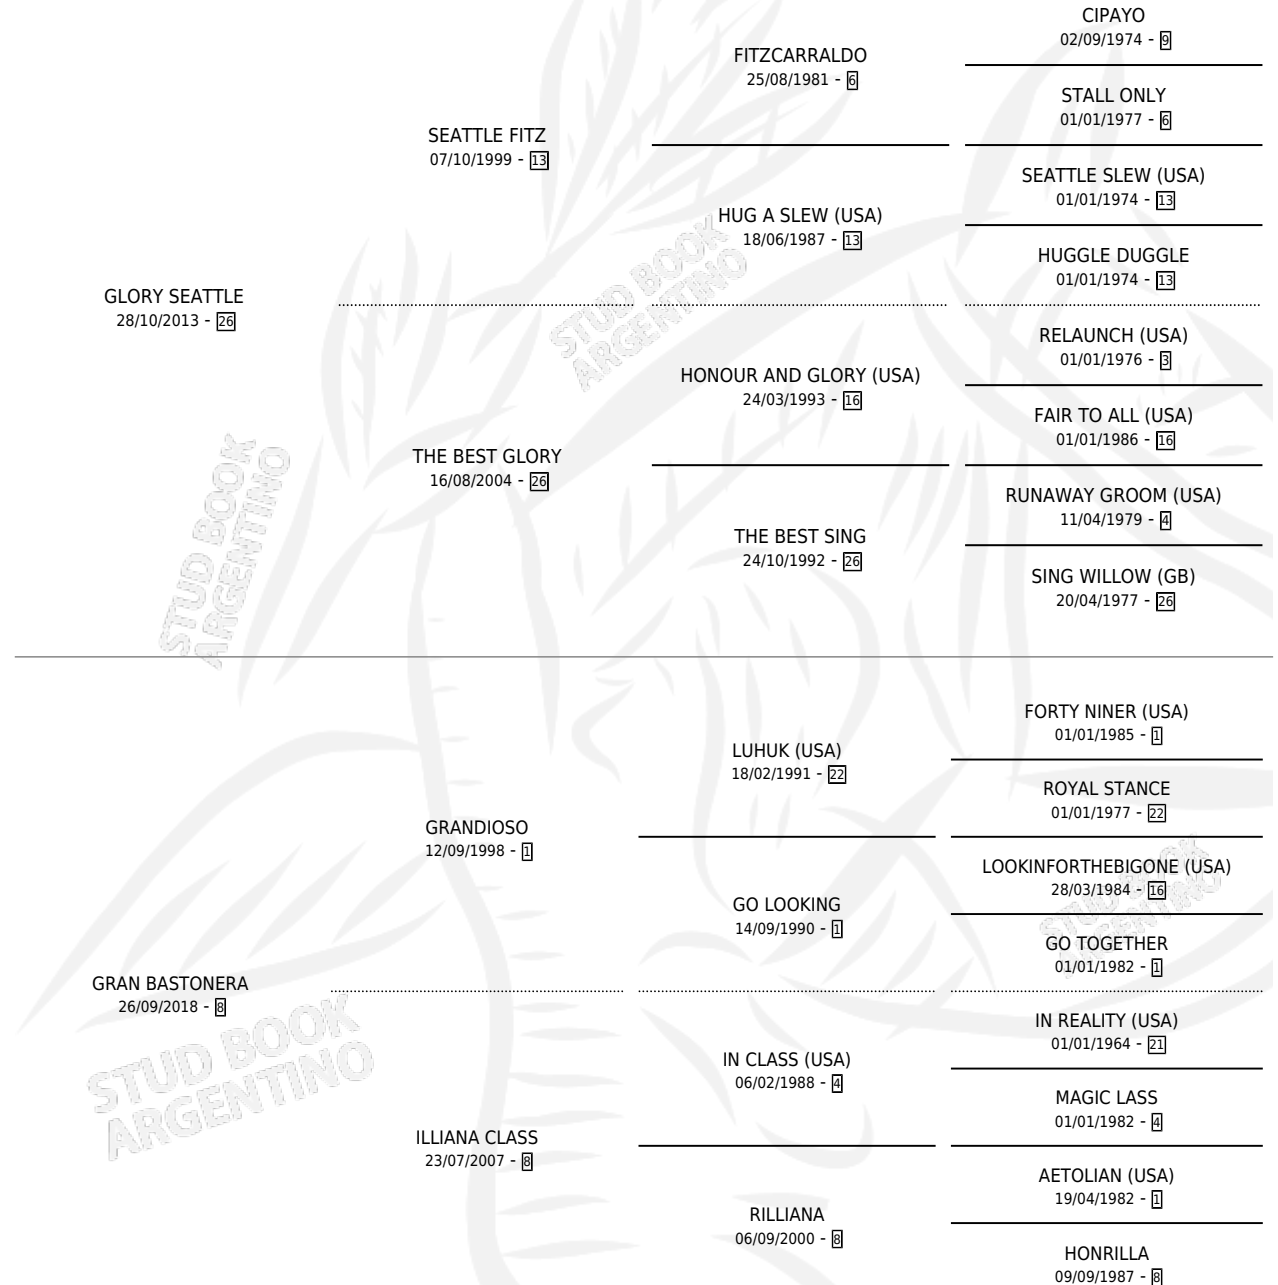 CIPAYO
02/09/1974 - 9
FITZCARRALDO
25/08/1981 - 6
STALL ONLY
01/01/1977 - 6
SEATTLE FITZ
07/10/1999 - 13
SEATTLE SLEW (USA)
01/01/1974 - 13
HUG A SLEW (USA)
18/06/1987 - 13
HUGGLE DUGGLE
01/01/1974 - 13
GLORY SEATTLE
28/10/2013 - 26
RELAUNCH (USA)
01/01/1976 - 3
HONOUR AND GLORY (USA)
24/03/1993 - 16
FAIR TO ALL (USA)
01/01/1986 - 16
THE BEST GLORY
16/08/2004 - 26
RUNAWAY GROOM (USA)
11/04/1979 - 4
THE BEST SING
24/10/1992 - 26
SING WILLOW (GB)
20/04/1977 - 26
STUD BOOK
ARGENTINO
STUD BOOK
ARGENTINO
FORTY NINER (USA)
01/01/1985 - 1
LUHUK (USA)
18/02/1991 - 22
ROYAL STANCE
01/01/1977 - 22
GRANDIOSO
12/09/1998 - 1
LOOKINFORTHEBIGONE (USA)
28/03/1984 - 16
GO LOOKING
14/09/1990 - 1
GO TOGETHER
01/01/1982 - 1
GRAN BASTONERA
26/09/2018 - 8
IN REALITY (USA)
01/01/1964 - 21
IN CLASS (USA)
06/02/1988 - 4
MAGIC LASS
01/01/1982 - 4
ILLIANA CLASS
23/07/2007 - 8
AETOLIAN (USA)
19/04/1982 - 1
RILLIANA
06/09/2000 - 8
HONRILLA
09/09/1987 - 8
STUD BOOK
ARGENTINO
STUD BOOK
ARGENTINO